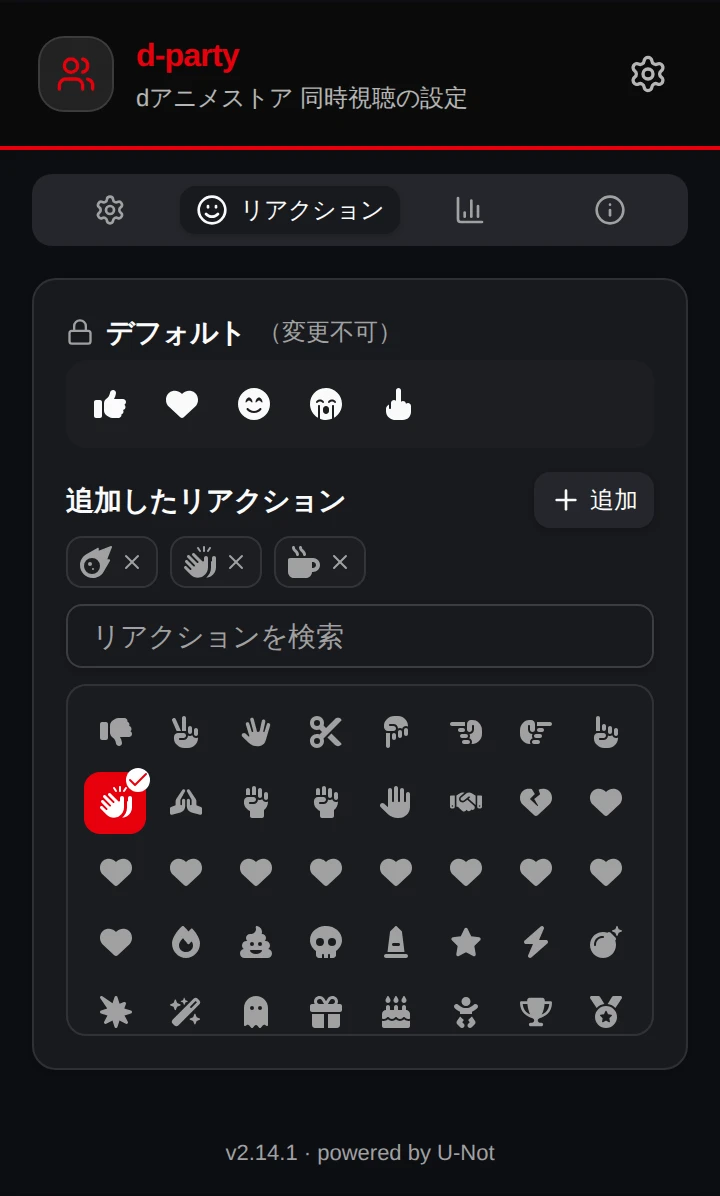 d-party
dアニメストア 同時視聴の設定
リアクション
デフォルト （変更不可）
追加したリアクション
追加
リアクションを検索
v2.14.1 · powered by U-Not